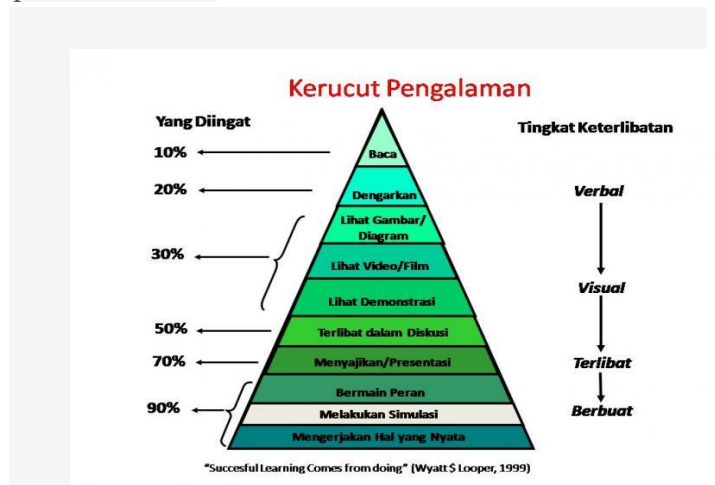 Kerucut Pengalaman
Yang Diingat
Tingkat Keterlibatan
10%
Baca
20%
Dengarkan
Verbal
Lihat Gambar/
Diagram
30%
Lihat Video/Film
Visual
Lihat Demonstrasi
50%
Terlibat dalam Diskusi
70%
Menyajikan/Presentasi
Terlibat
Bermain Peran
90%
Melakukan Simulasi
Berbuat
Mengerjakan Hal yang Nyata
"Succesful Learning Comes from doing" (Wyatt $ Looper, 1999)